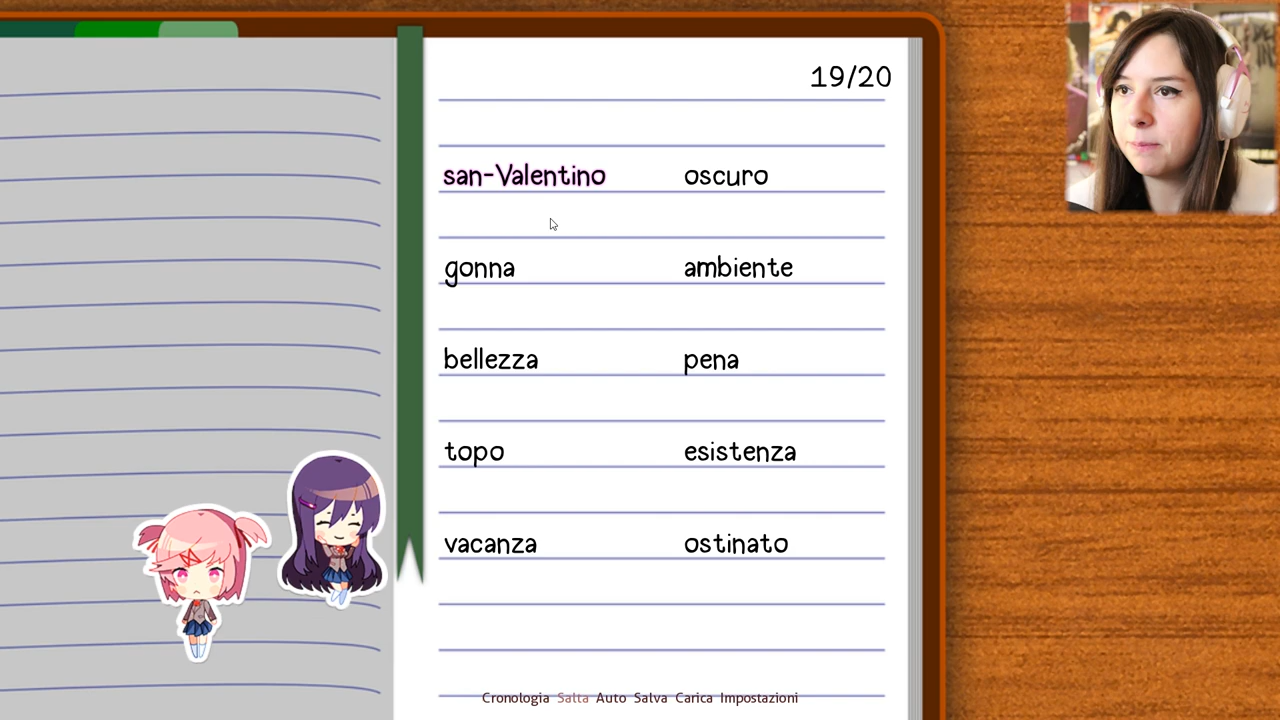 19/20
san-Valentino oscuro
gonna ambiente
bellezza pena
topo esistenza
vacanza ostinato
Cronologia Salta Auto Salva Carica Impostazioni